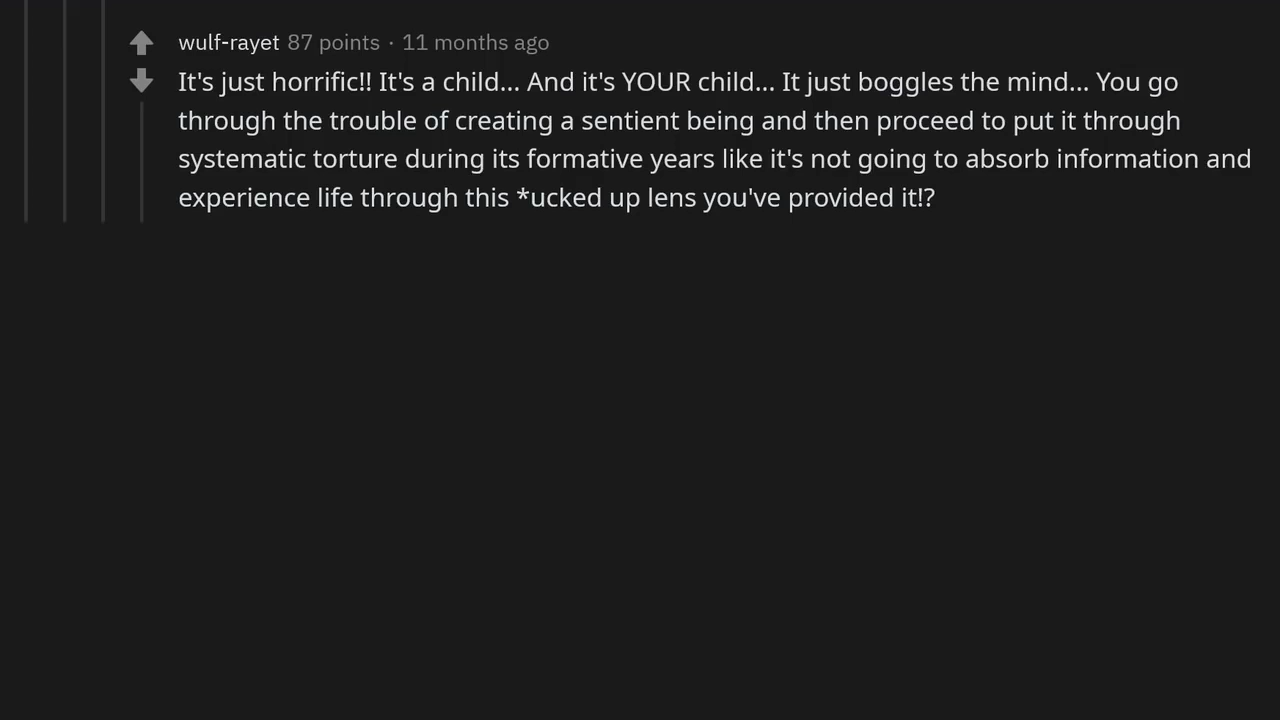 wulf-rayet 87 points · 11 months ago
It's just horrific!! It's a child... And it's YOUR child... It just boggles the mind... You go
through the trouble of creating a sentient being and then proceed to put it through
systematic torture during its formative years like it's not going to absorb information and
experience life through this *ucked up lens you've provided it!?